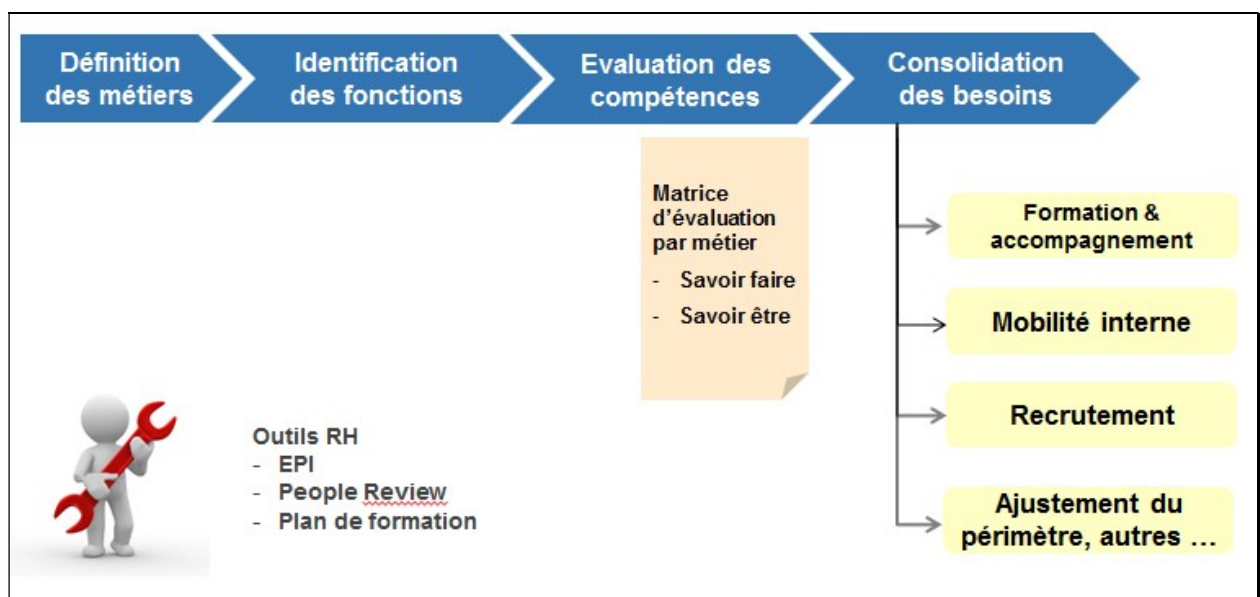 Définition
des métiers
Identification
des fonctions
Evaluation des
compétences
Consolidation
des besoins
Matrice
d'évaluation
par métier
- Savoir faire
- Savoir être
Formation &
accompagnement
Mobilité interne
Recrutement
Ajustement du
périmètre, autres ...
Outils RH
- EPI
- People Review
- Plan de formation